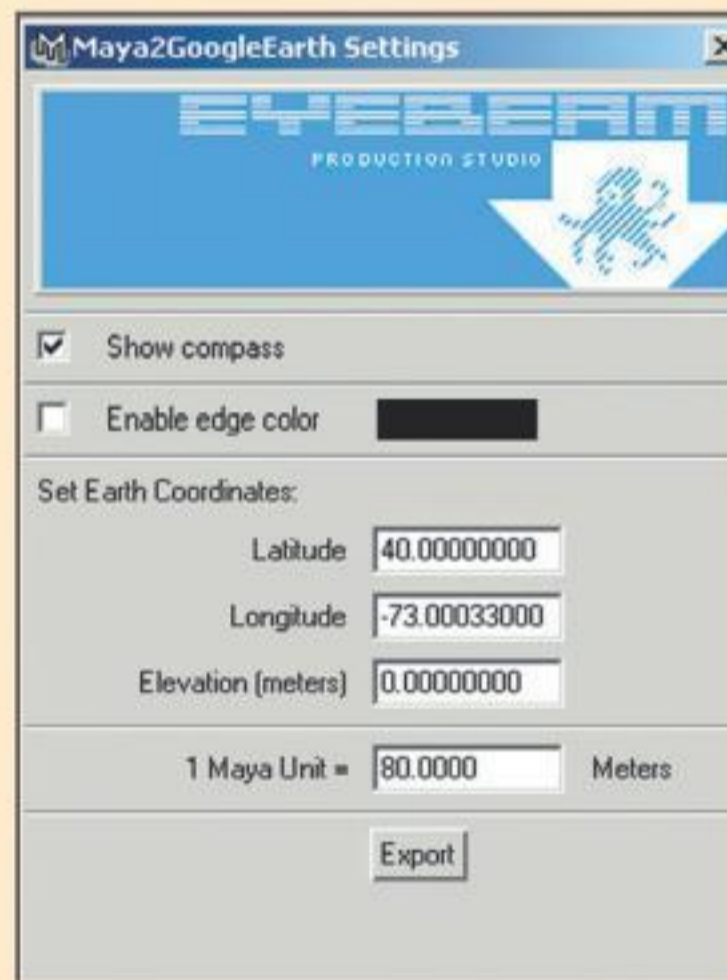 Maya2GoogleEarth Settings
EYEBEAM
PRODUCTION STUDIO
Show compass
Enable edge color
Set Earth Coordinates:
Latitude 40.00000000
Longitude -73.00033000
Elevation (meters) 0.00000000
1 Maya Unit = 80.0000 Meters
Export